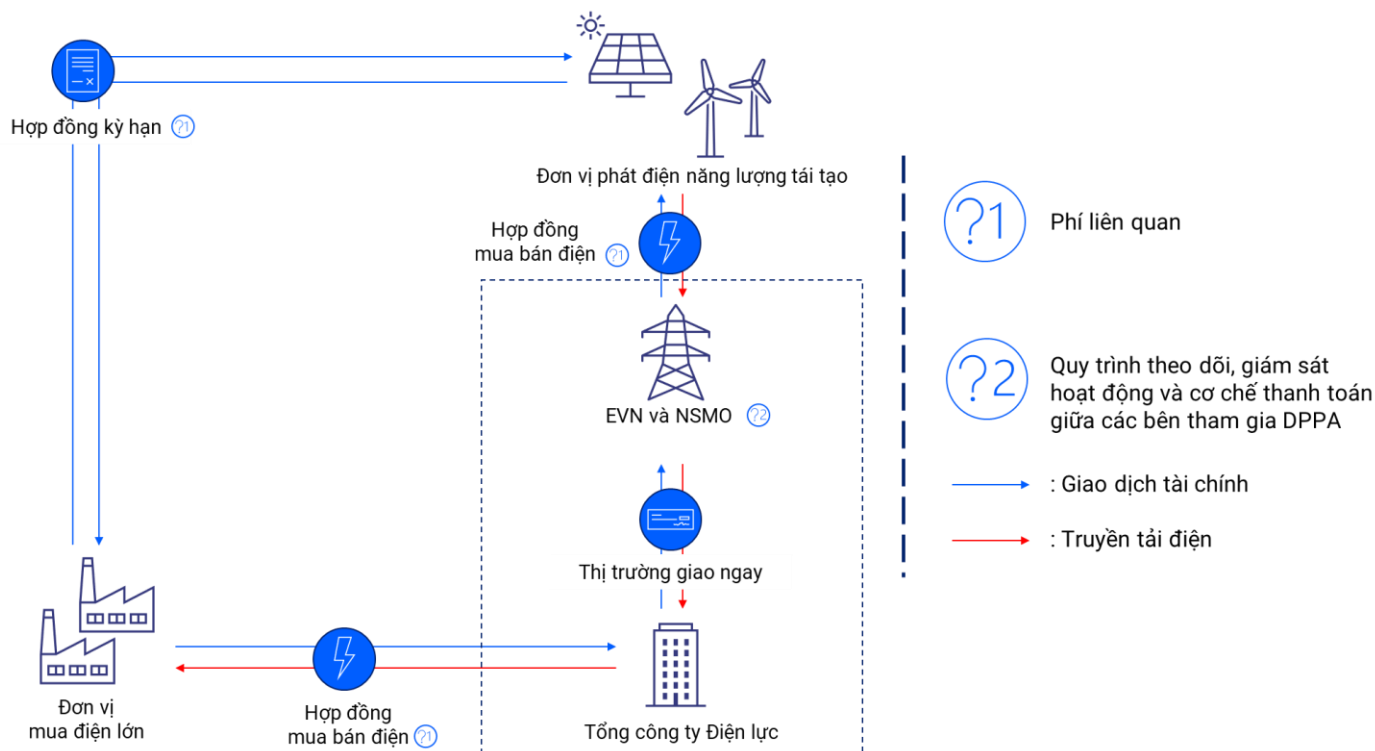 Hợp đồng kỳ hạn ?1
Đơn vị phát điện năng lượng tái tạo
Hợp đồng
mua bán điện ?1
EVN và NSMO ?2
Thị trường giao ngay
Tổng công ty Điện lực
Đơn vị
mua điện lớn
Hợp đồng
mua bán điện ?1
?1 Phí liên quan
?2 Quy trình theo dõi, giám sát
hoạt động và cơ chế thanh toán
giữa các bên tham gia DPPA
: Giao dịch tài chính
: Truyền tải điện